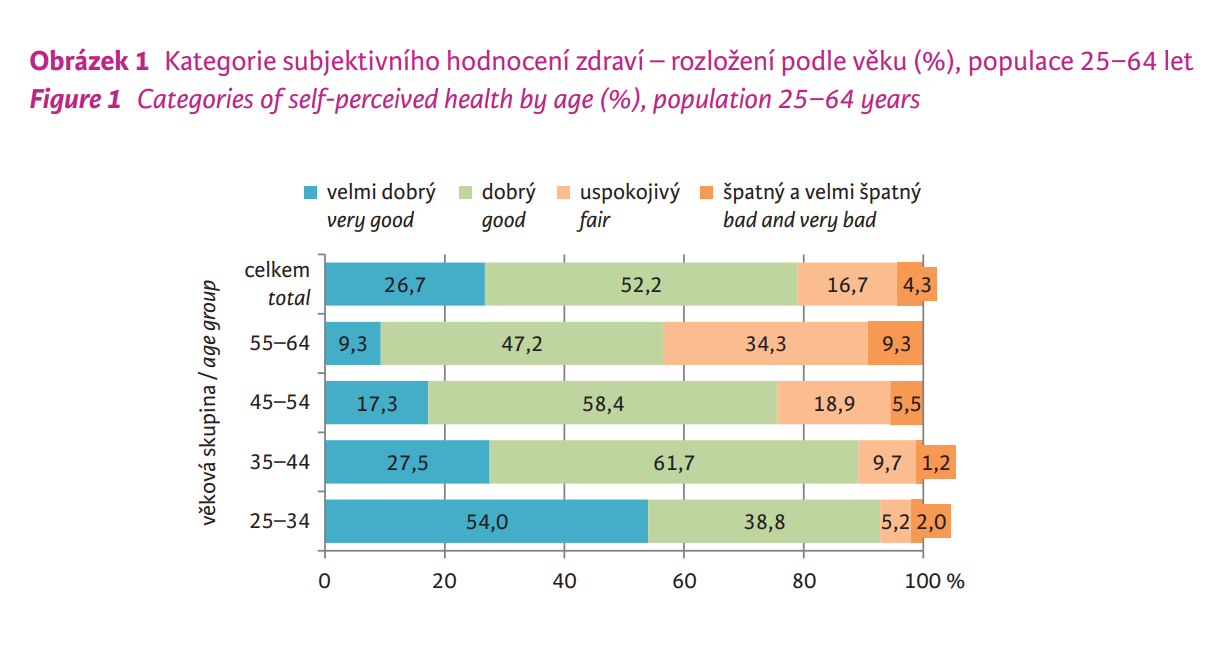 Obrázek 1 Kategorie subjektivního hodnocení zdraví – rozložení podle věku (%), populace 25–64 let
Figure 1 Categories of self-perceived health by age (%), population 25–64 years
velmi dobrý dobrý uspokojivý špatný a velmi špatný
very good good fair bad and very bad
věková skupina / age group
celkem
total
26,7 52,2 16,7 4,3
55–64 9,3 47,2 34,3 9,3
45–54 17,3 58,4 18,9 5,5
35–44 27,5 61,7 9,7 1,2
25–34 54,0 38,8 5,2 2,0
0 20 40 60 80 100 %